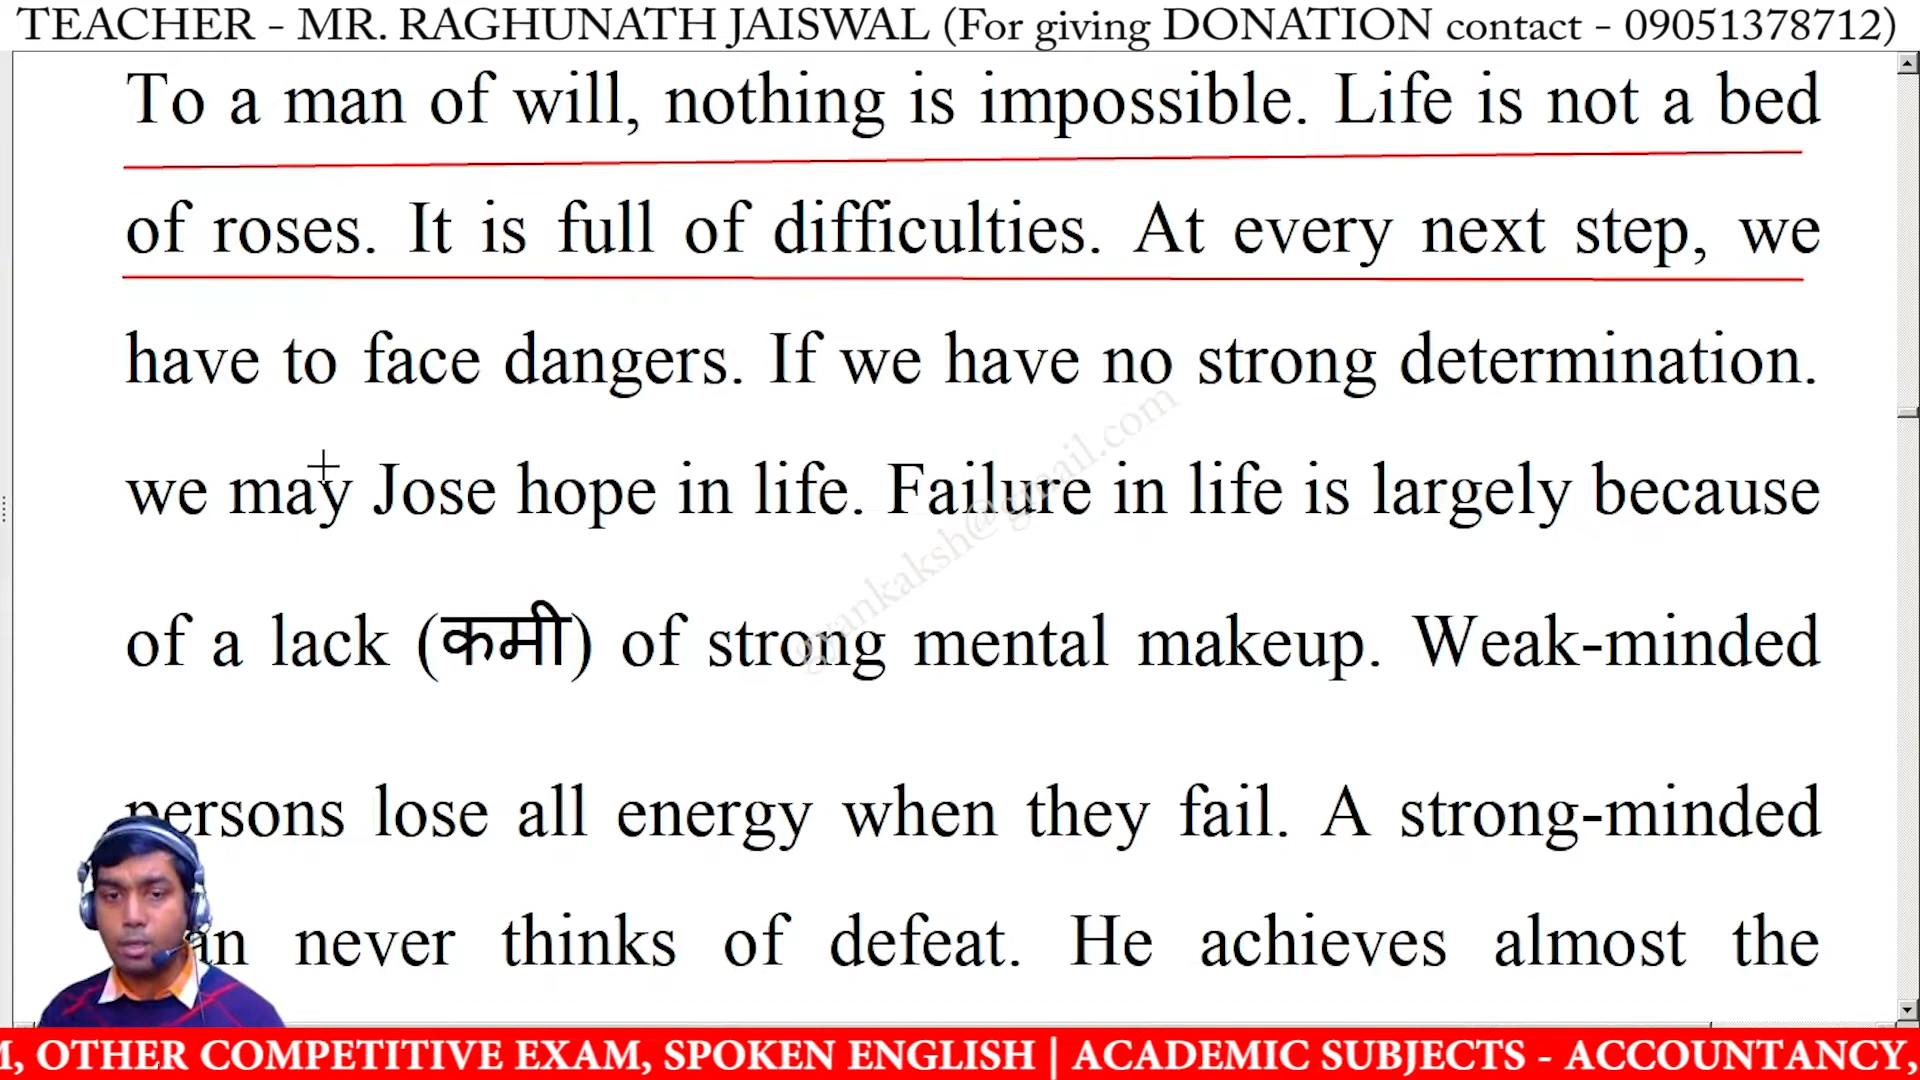 TEACHER - MR. RAGHUNATH JAISWAL (For giving DONATION contact - 09051378712)
To a man of will, nothing is impossible. Life is not a bed
of roses. It is full of difficulties. At every next step, we
have to face dangers. If we have no strong determination.
we may Jose hope in life. Failure in life is largely because
of a lack (कमी) of strong mental makeup. Weak-minded
persons lose all energy when they fail. A strong-minded
never thinks of defeat. He achieves almost the
gyankaksh@gmail.com
OTHER COMPETITIVE EXAM, SPOKEN ENGLISH | ACADEMIC SUBJECTS - ACCOUNTANCY,